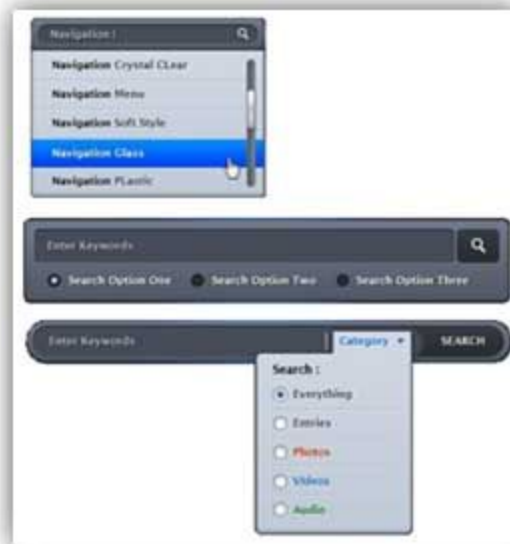 Navigation |
Navigation Crystal CLear
Navigation Menu
Navigation Soft Style
Navigation Glass
Navigation PLastic
Enter Keywords
Search Option One Search Option Two Search Option Three
Enter Keywords Category SEARCH
Search :
Everything
Entries
Photos
Videos
Audio